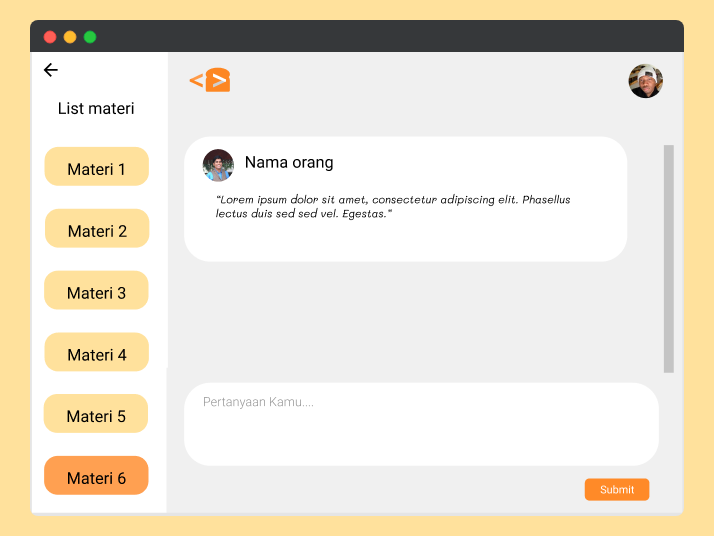 List materi
Materi 1
Materi 2
Materi 3
Materi 4
Materi 5
Materi 6
Nama orang
“Lorem ipsum dolor sit amet, consectetur adipiscing elit. Phasellus
lectus duis sed sed vel. Egestas.”
Pertanyaan Kamu....
Submit